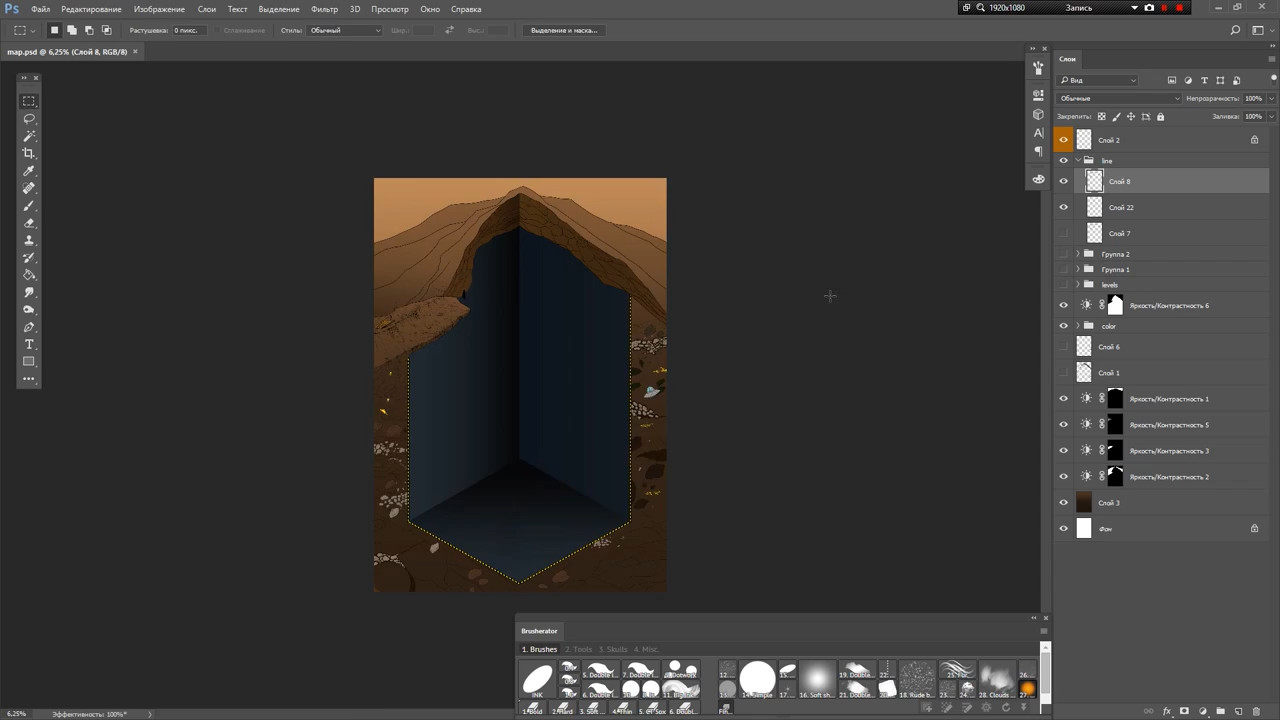 Ps Файл Редактирование Изображение Слои Текст Выделение Фильтр 3D Просмотр Окно Справка
1920x1080 Запись
Растушевка: 0 пикс. Сглаживание Стиль: Обычный Шир.: Выс.: Выделение и маска...
map.psd @ 6,25% (Слой 8, RGB/8) ×
Слои
Вид
Обычные Непрозрачность: 100%
Закрепить: Заливка: 100%
Слой 2
line
Слой 8
Слой 22
Слой 7
Группа 2
Группа 1
levels
Яркость/Контрастность 6
color
Слой 6
Слой 1
Яркость/Контрастность 1
Яркость/Контрастность 5
Яркость/Контрастность 3
Яркость/Контрастность 2
Слой 3
Фон
Brusherator
1. Brushes 2. Tools 3. Skulls 4. Misc.
INK
16. Soft sh
18. Rude b
28. Clouds
6,25% Эффективность: 100%*